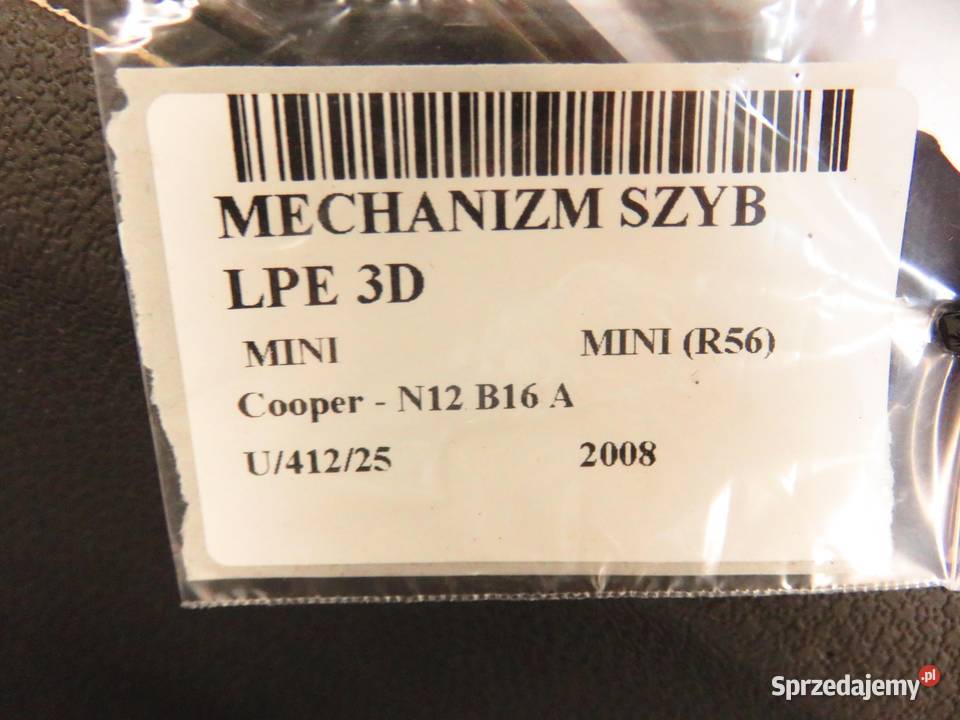 MECHANIZM SZYB
LPE 3D
MINI MINI (R56)
Cooper - N12 B16 A
U/412/25 2008
Sprzedajemy.pl